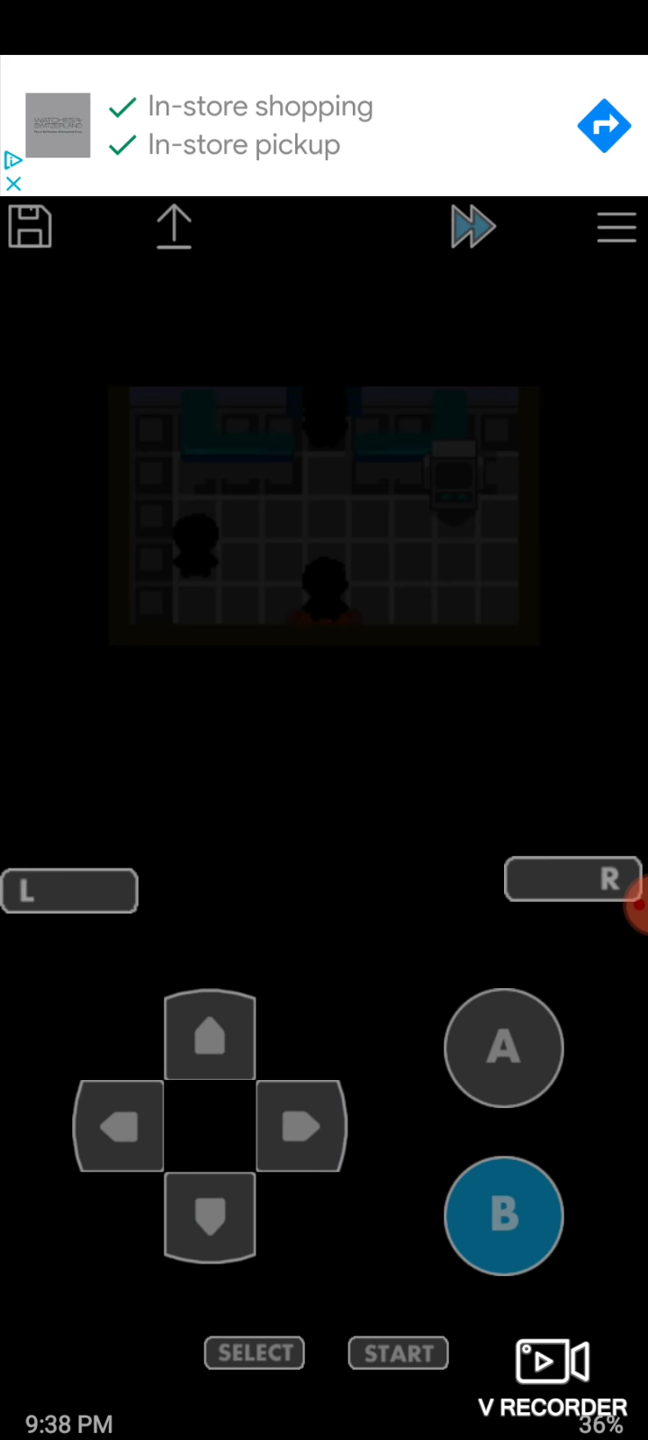 In-store shopping
In-store pickup
L
R
A
B
SELECT
START
V RECORDER
9:38 PM
36%